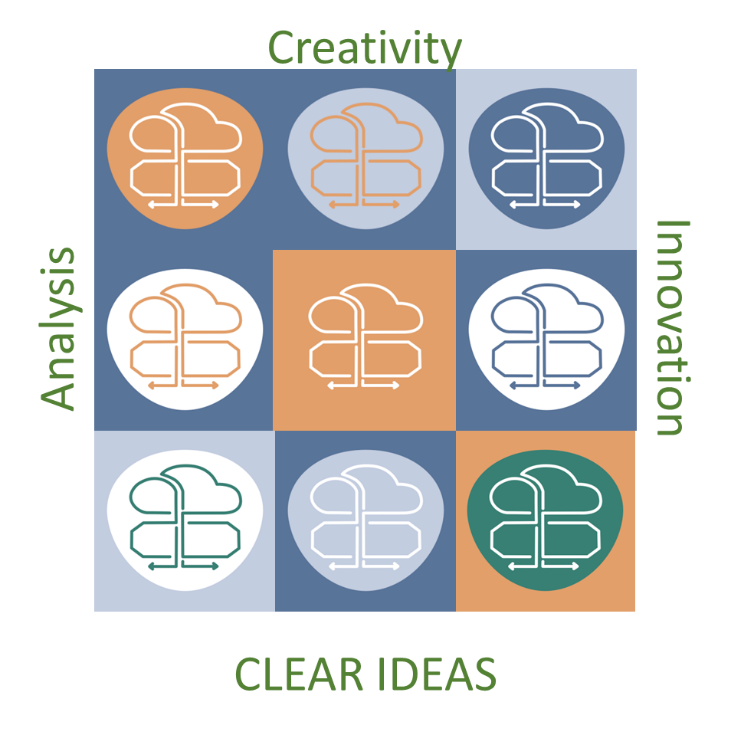 Creativity
Analysis
Innovation
CLEAR IDEAS